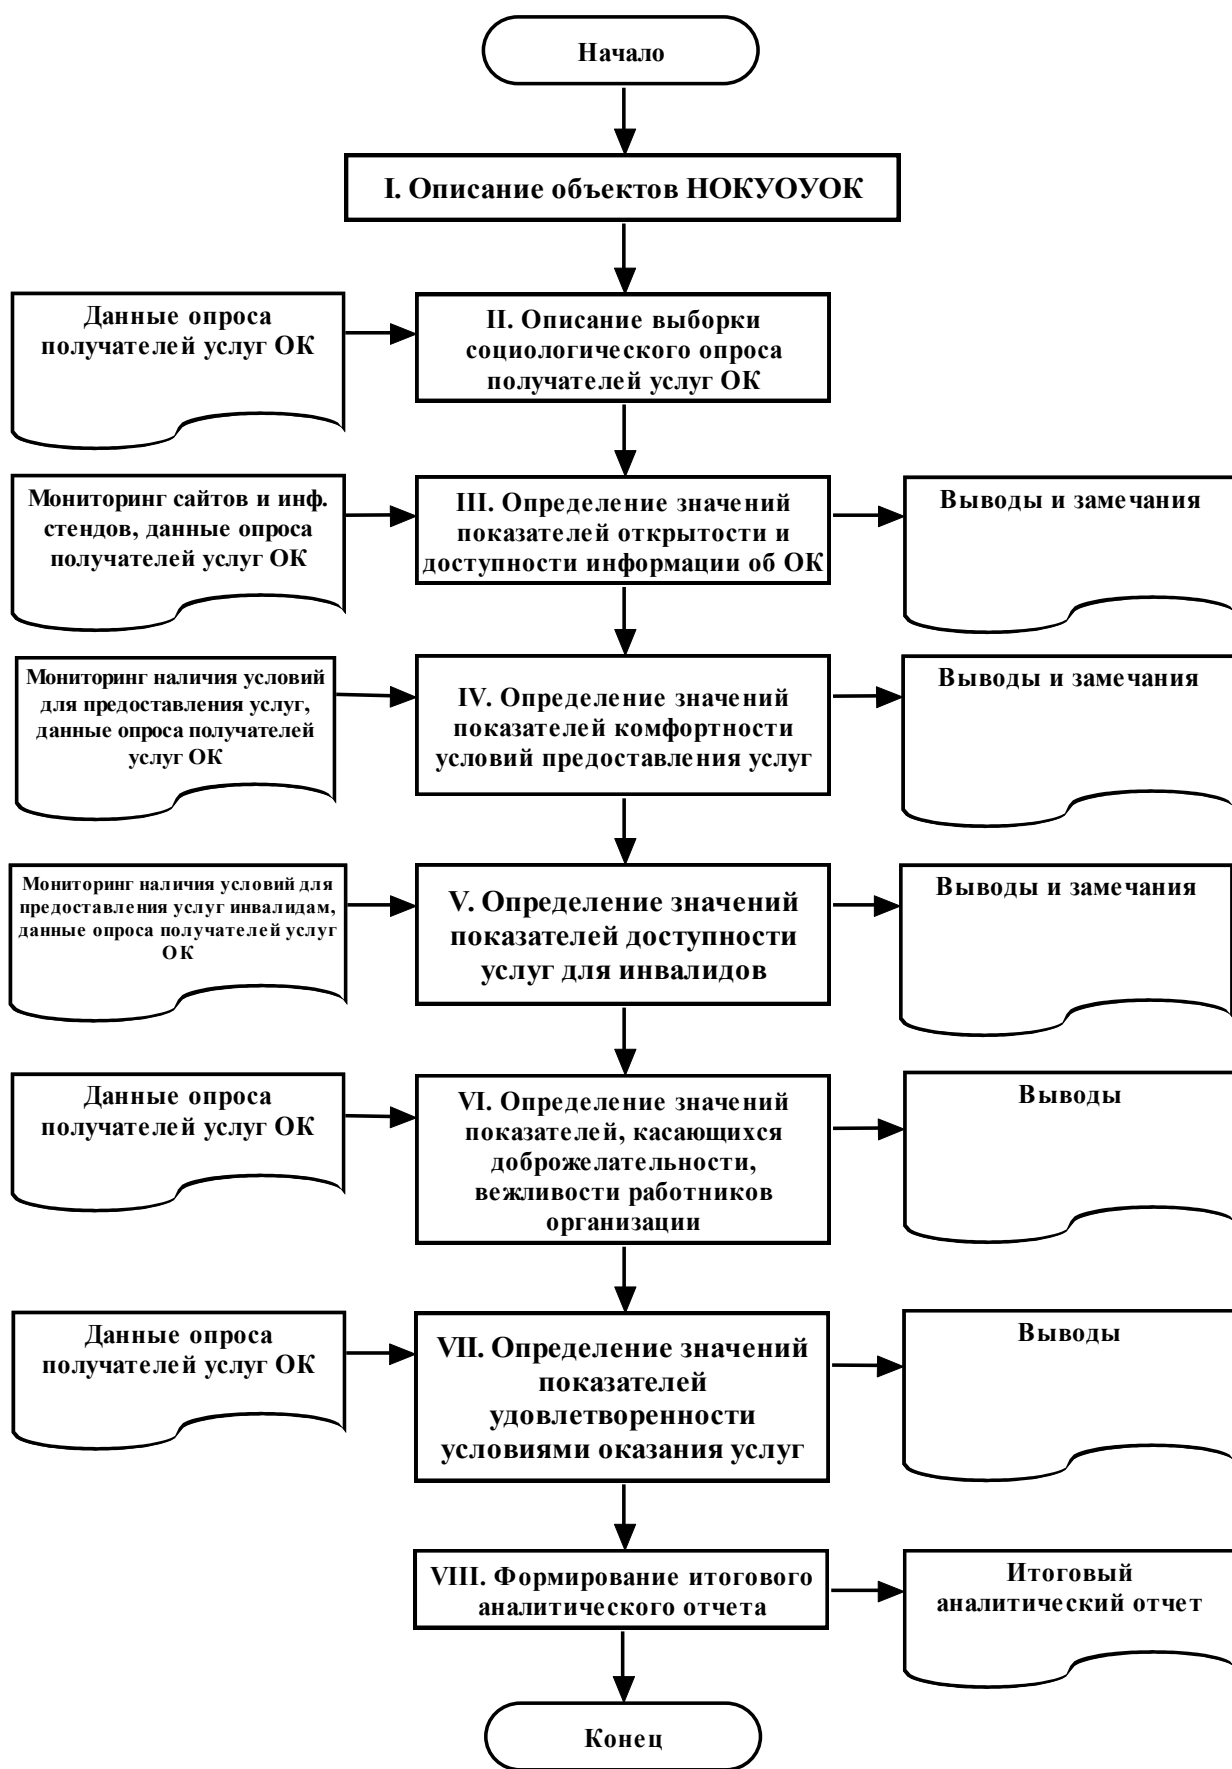 Начало
I. Описание объектов НОКУОУОК
Данные опроса
получателей услуг ОК
II. Описание выборки
социологического опроса
получателей услуг ОК
Мониторинг сайтов и инф.
стендов, данные опроса
получателей услуг ОК
III. Определение значений
показателей открытости и
доступности информации об ОК
Выводы и замечания
Мониторинг наличия условий
для предоставления услуг,
данные опроса получателей
услуг ОК
IV. Определение значений
показателей комфортности
условий предоставления услуг
Выводы и замечания
Мониторинг наличия условий для
предоставления услуг инвалидам,
данные опроса получателей услуг
ОК
V. Определение значений
показателей доступности
услуг для инвалидов
Выводы и замечания
Данные опроса
получателей услуг ОК
VI. Определение значений
показателей, касающихся
доброжелательности,
вежливости работников
организации
Выводы
Данные опроса
получателей услуг ОК
VII. Определение значений
показателей
удовлетворенности
условиями оказания услуг
Выводы
VIII. Формирование итогового
аналитического отчета
Итоговый
аналитический отчет
Конец